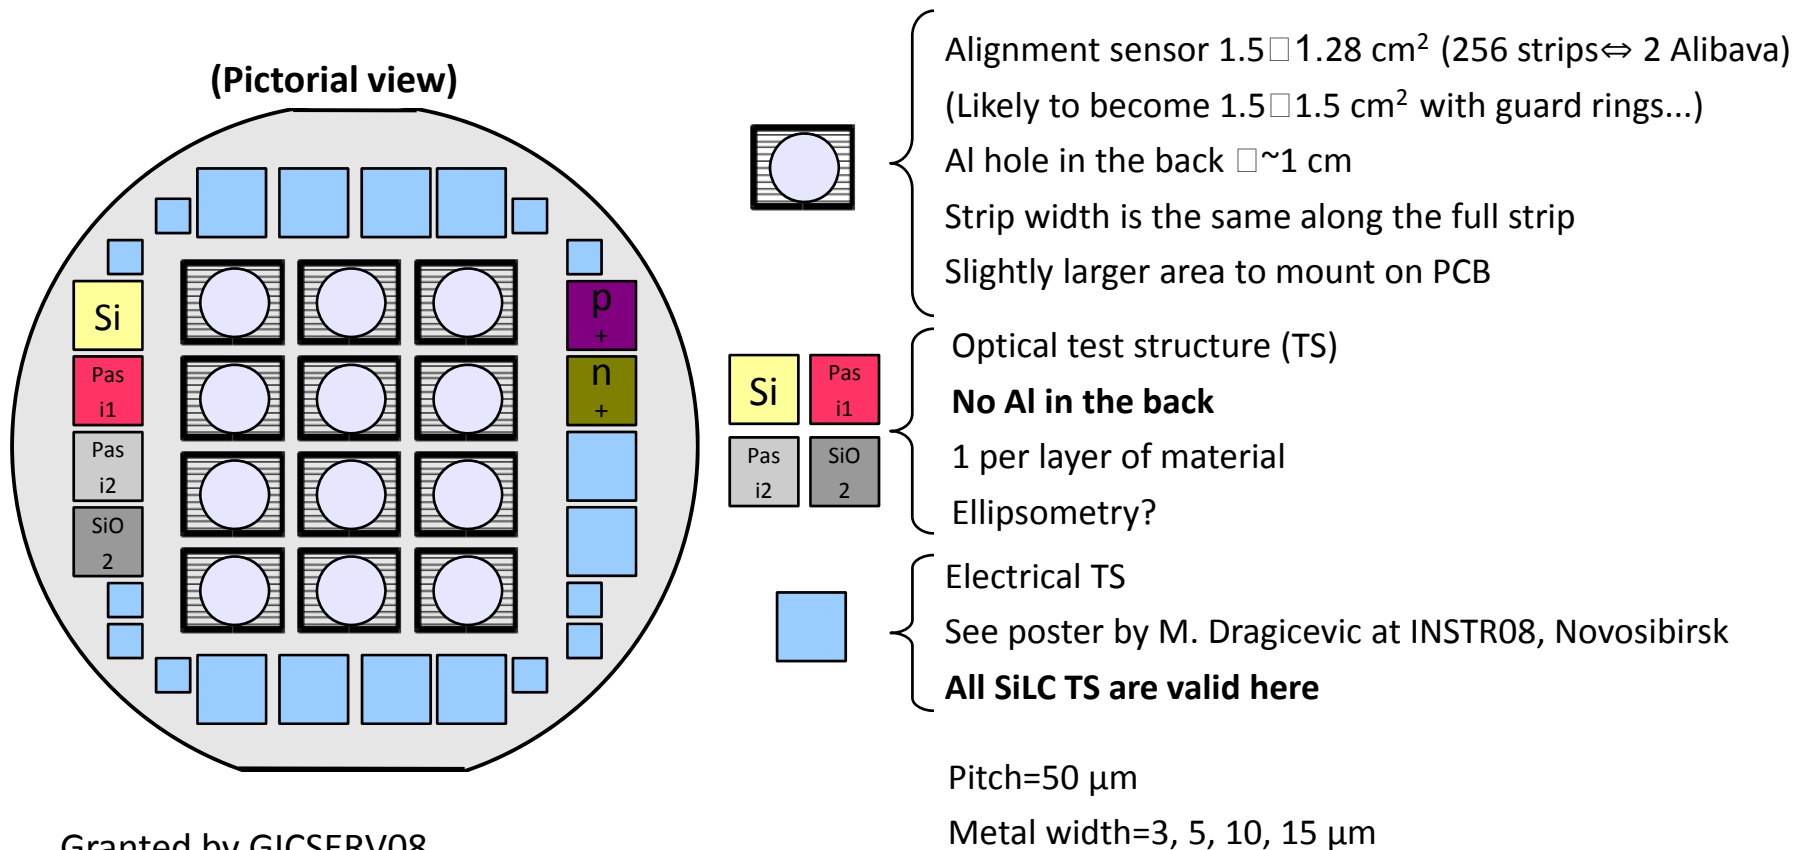 (Pictorial view)
Si
Pas
i1
Pas
i2
SiO
2
p
+
n
+
Alignment sensor 1.5□1.28 cm² (256 strips⇔ 2 Alibava)
(Likely to become 1.5□1.5 cm² with guard rings...)
Al hole in the back □~1 cm
Strip width is the same along the full strip
Slightly larger area to mount on PCB
Si
Pas
i1
Pas
i2
SiO
2
Optical test structure (TS)
No Al in the back
1 per layer of material
Ellipsometry?
Electrical TS
See poster by M. Dragicevic at INSTR08, Novosibirsk
All SiLC TS are valid here
Pitch=50 µm
Metal width=3, 5, 10, 15 µm
Granted by GICSERV08